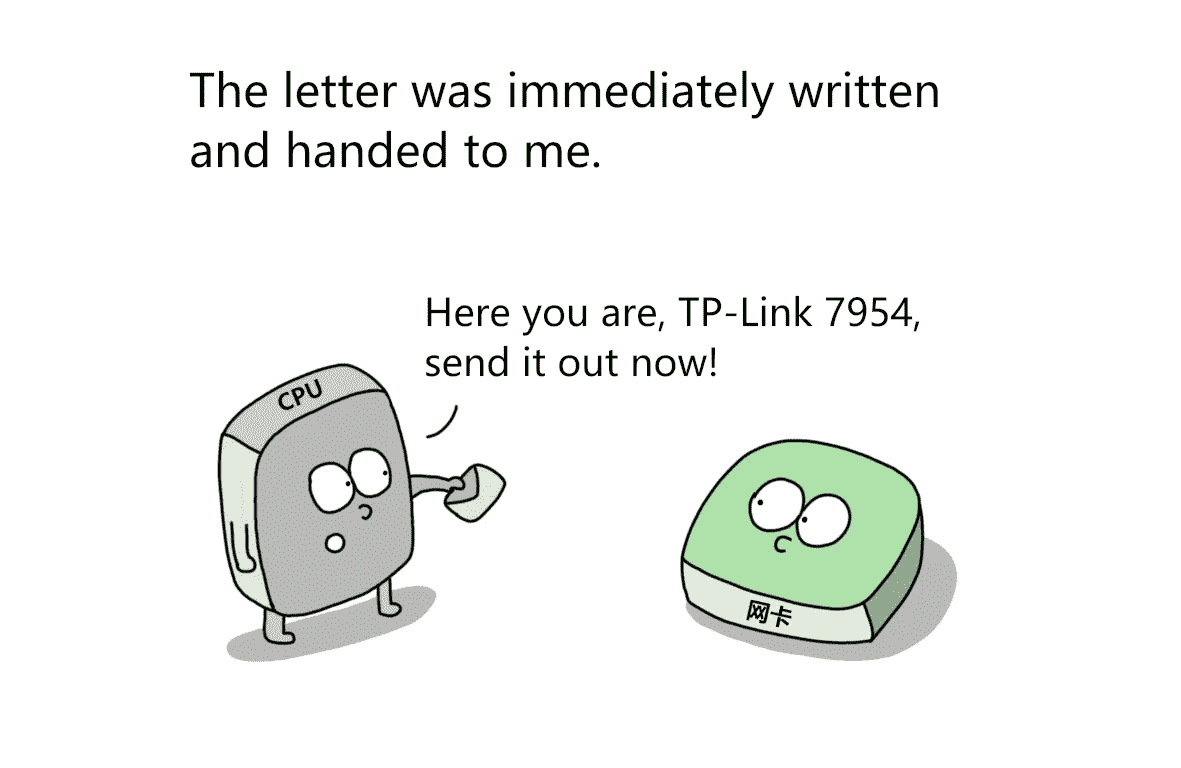 The letter was immediately written
and handed to me.
Here you are, TP-Link 7954,
send it out now!
CPU
网卡